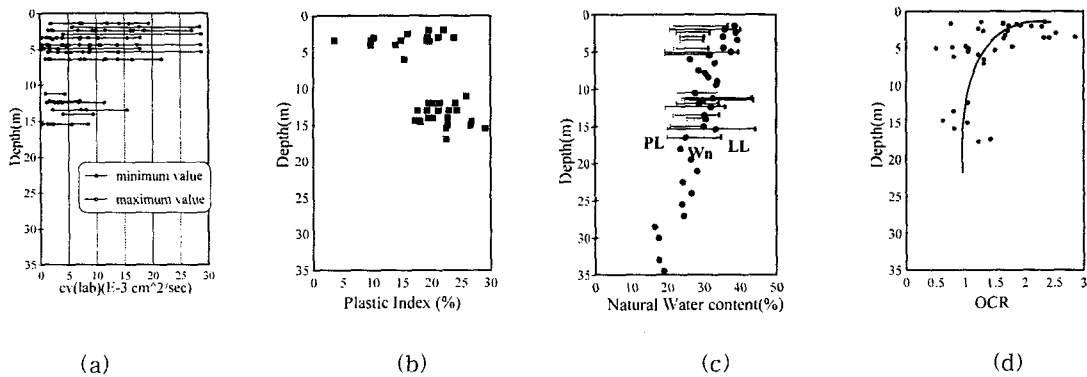 Depth(m)
0
5
10
15
20
25
30
35
minimum value
maximum value
0 5 10 15 20 25 30
cv(lab)(E-3 cm^2/sec)
(a)
Depth(m)
0
5
10
15
20
25
30
35
0 5 10 15 20 25 30
Plastic Index (%)
(b)
Depth(m)
0
5
10
15
20
25
30
35
PL Wn LL
0 10 20 30 40 50
Natural Water content(%)
(c)
Depth(m)
0
5
10
15
20
25
30
35
0 0.5 1 1.5 2 2.5 3
OCR
(d)